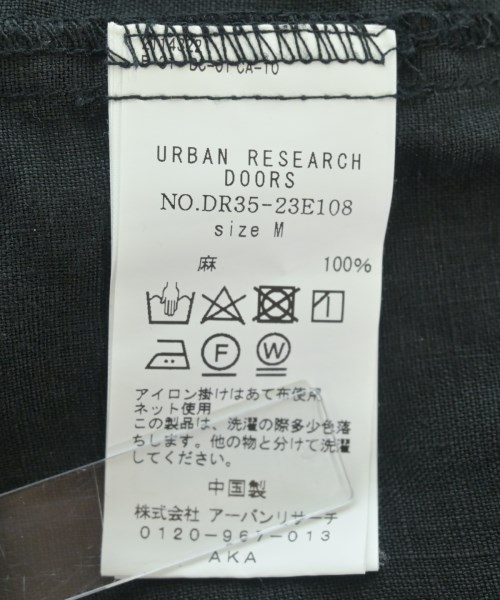 URBAN RESEARCH
DOORS
NO.DR35-23E108
size M
麻 100%
F W
アイロン掛けはあて布使用
ネット使用
この製品は、洗濯の際多少色落
ちします。他の物と分けて洗濯
してください。
中国製
株式会社 アーバンリサーチ
0120-967-013
AKA